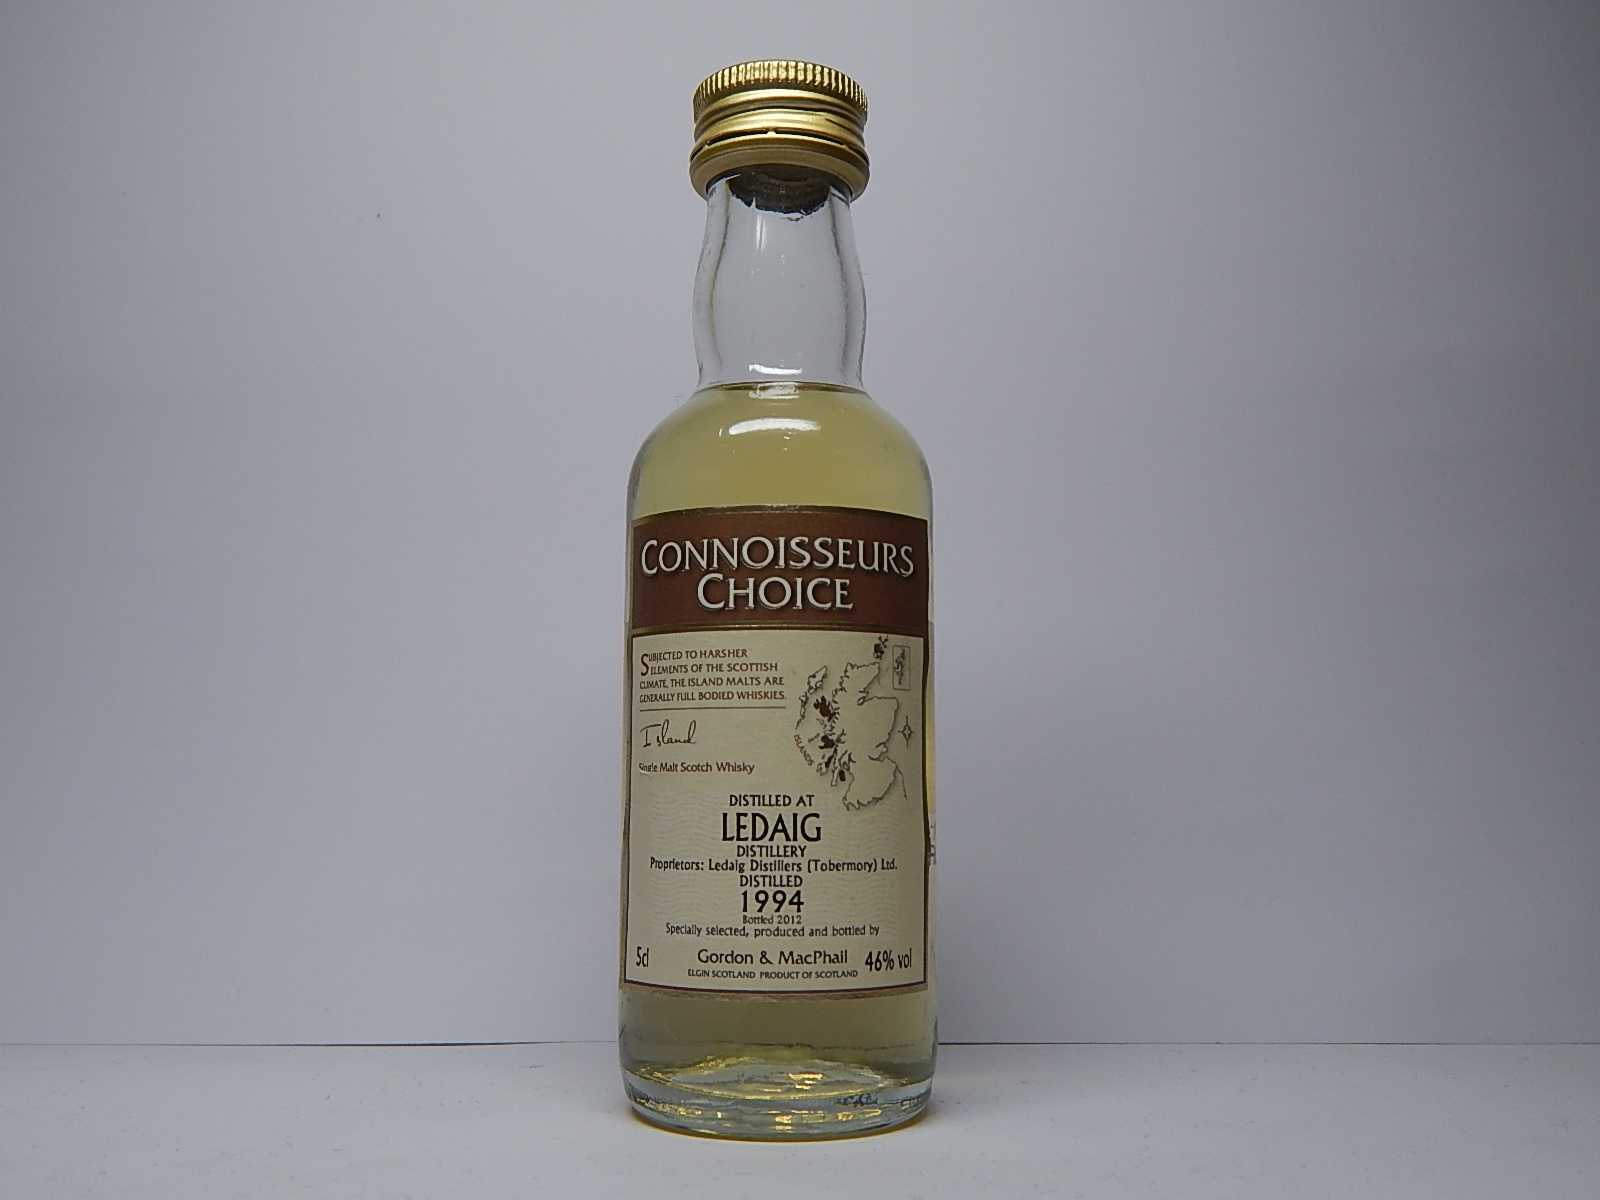 CONNOISSEURS
CHOICE
SUBJECTED TO HARSHER
ELEMENTS OF THE SCOTTISH
CLIMATE, THE ISLAND MALTS ARE
GENERALLY FULL BODIED WHISKIES.
Island
Single Malt Scotch Whisky
ISLANDS
DISTILLED AT
LEDAIG
DISTILLERY
Proprietors: Ledaig Distillers (Tobermory) Ltd.
DISTILLED
1994
Bottled 2012
Specially selected, produced and bottled by
5cl Gordon & MacPhail 46% vol
ELGIN SCOTLAND PRODUCT OF SCOTLAND